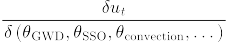 δu_t
δ(θ_GWD, θ_SSO, θ_convection, …)